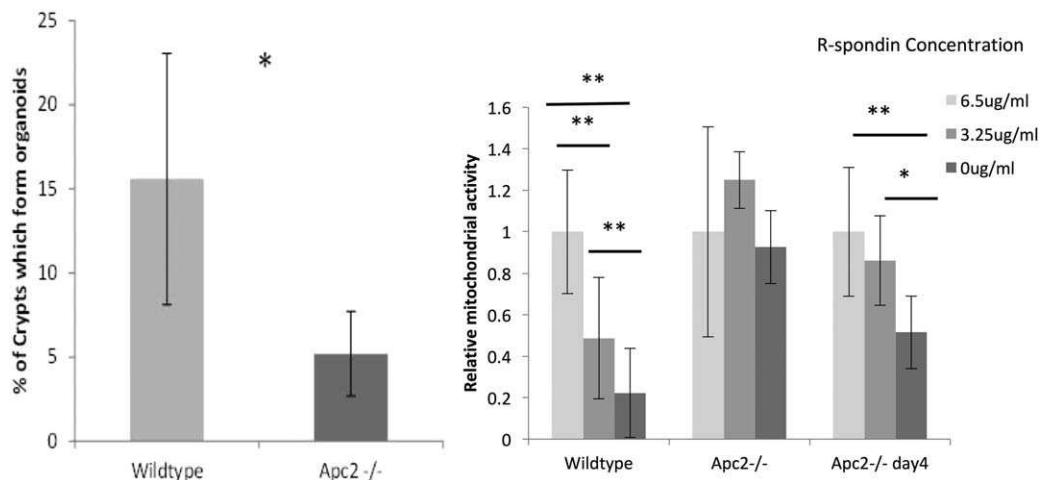 % of Crypts which form organoids
25
20
15
10
5
0
*
Wildtype
Apc2 -/-
R-spondin Concentration
6.5ug/ml
3.25ug/ml
0ug/ml
Relative mitochondrial activity
1.6
1.4
1.2
1
0.8
0.6
0.4
0.2
0
**
**
**
**
*
Wildtype
Apc2-/-
Apc2-/- day4